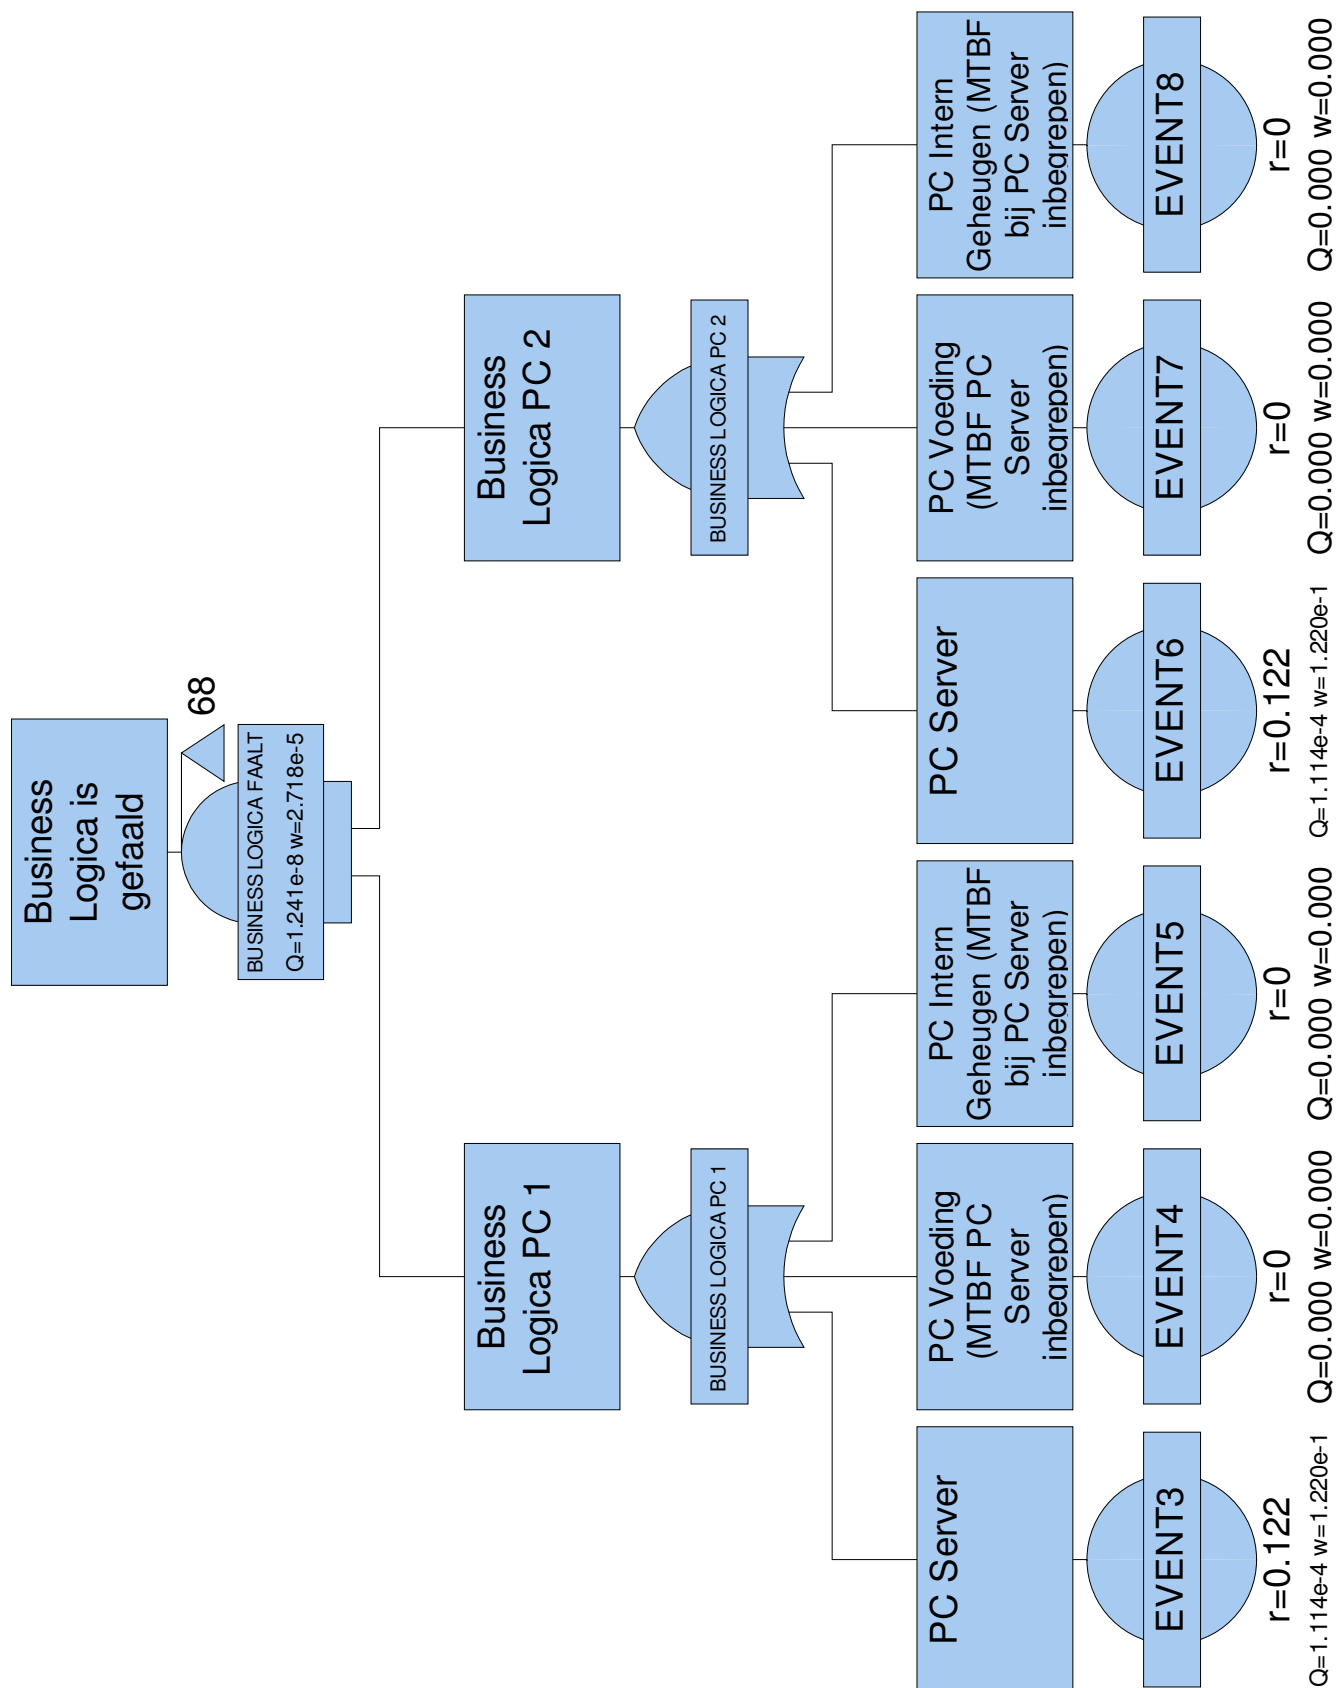 Business
Logica is
gefaald
68
BUSINESS LOGICA FAALT
Q=1.241e-8 w=2.718e-5
Business
Logica PC 1
BUSINESS LOGICA PC 1
Business
Logica PC 2
BUSINESS LOGICA PC 2
PC Server
EVENT3
r=0.122
Q=1.114e-4 w=1.220e-1
PC Voeding
(MTBF PC
Server
inbegrepen)
EVENT4
r=0
Q=0.000 w=0.000
PC Intern
Geheugen (MTBF
bij PC Server
inbegrepen)
EVENT5
r=0
Q=0.000 w=0.000
PC Server
EVENT6
r=0.122
Q=1.114e-4 w=1.220e-1
PC Voeding
(MTBF PC
Server
inbegrepen)
EVENT7
r=0
Q=0.000 w=0.000
PC Intern
Geheugen (MTBF
bij PC Server
inbegrepen)
EVENT8
r=0
Q=0.000 w=0.000